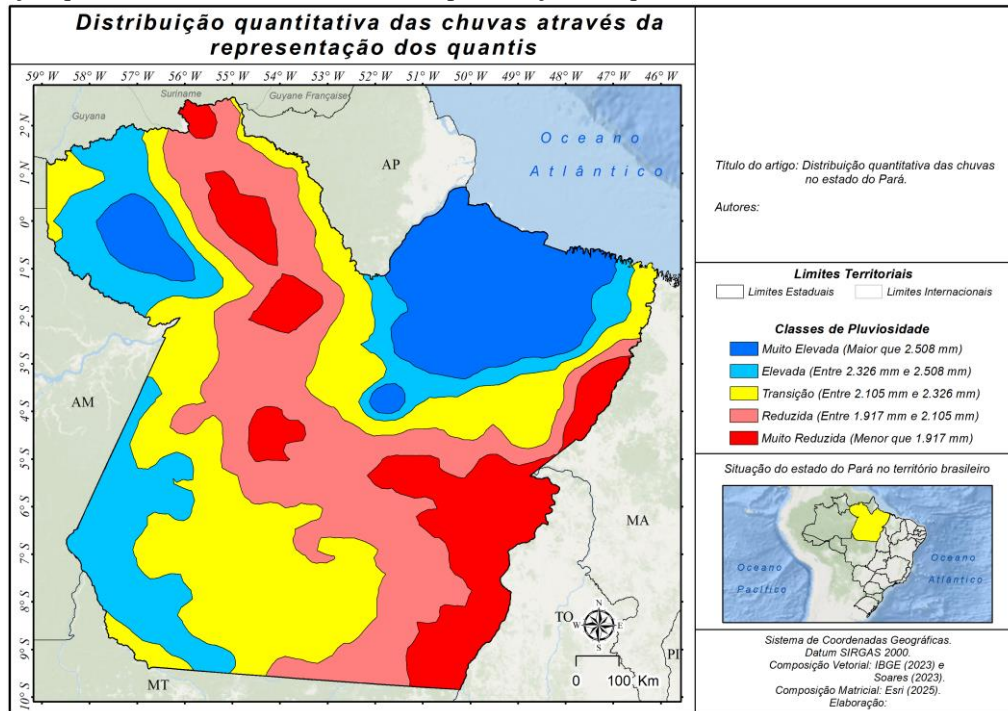 Distribuição quantitativa das chuvas através da
representação dos quantis
59° W 58° W 57° W 56° W 55° W 54° W 53° W 52° W 51° W 50° W 49° W 48° W 47° W 46° W
2° N
1° N
0°
1° S
2° S
3° S
4° S
5° S
6° S
7° S
8° S
9° S
10° S
Suriname
Guyane Française
Guyana
AP
Oceano
Atlântico
AM
MA
TO
PI
MT
N
W E
S
0 100 Km
Título do artigo: Distribuição quantitativa das chuvas
no estado do Pará.
Autores:
Limites Territoriais
Limites Estaduais Limites Internacionais
Classes de Pluviosidade
Muito Elevada (Maior que 2.508 mm)
Elevada (Entre 2.326 mm e 2.508 mm)
Transição (Entre 2.105 mm e 2.326 mm)
Reduzida (Entre 1.917 mm e 2.105 mm)
Muito Reduzida (Menor que 1.917 mm)
Situação do estado do Pará no território brasileiro
Oceano
Pacífico
Oceano
Atlântico
Sistema de Coordenadas Geográficas.
Datum SIRGAS 2000.
Composição Vetorial: IBGE (2023) e
Soares (2023).
Composição Matricial: Esri (2025).
Elaboração: